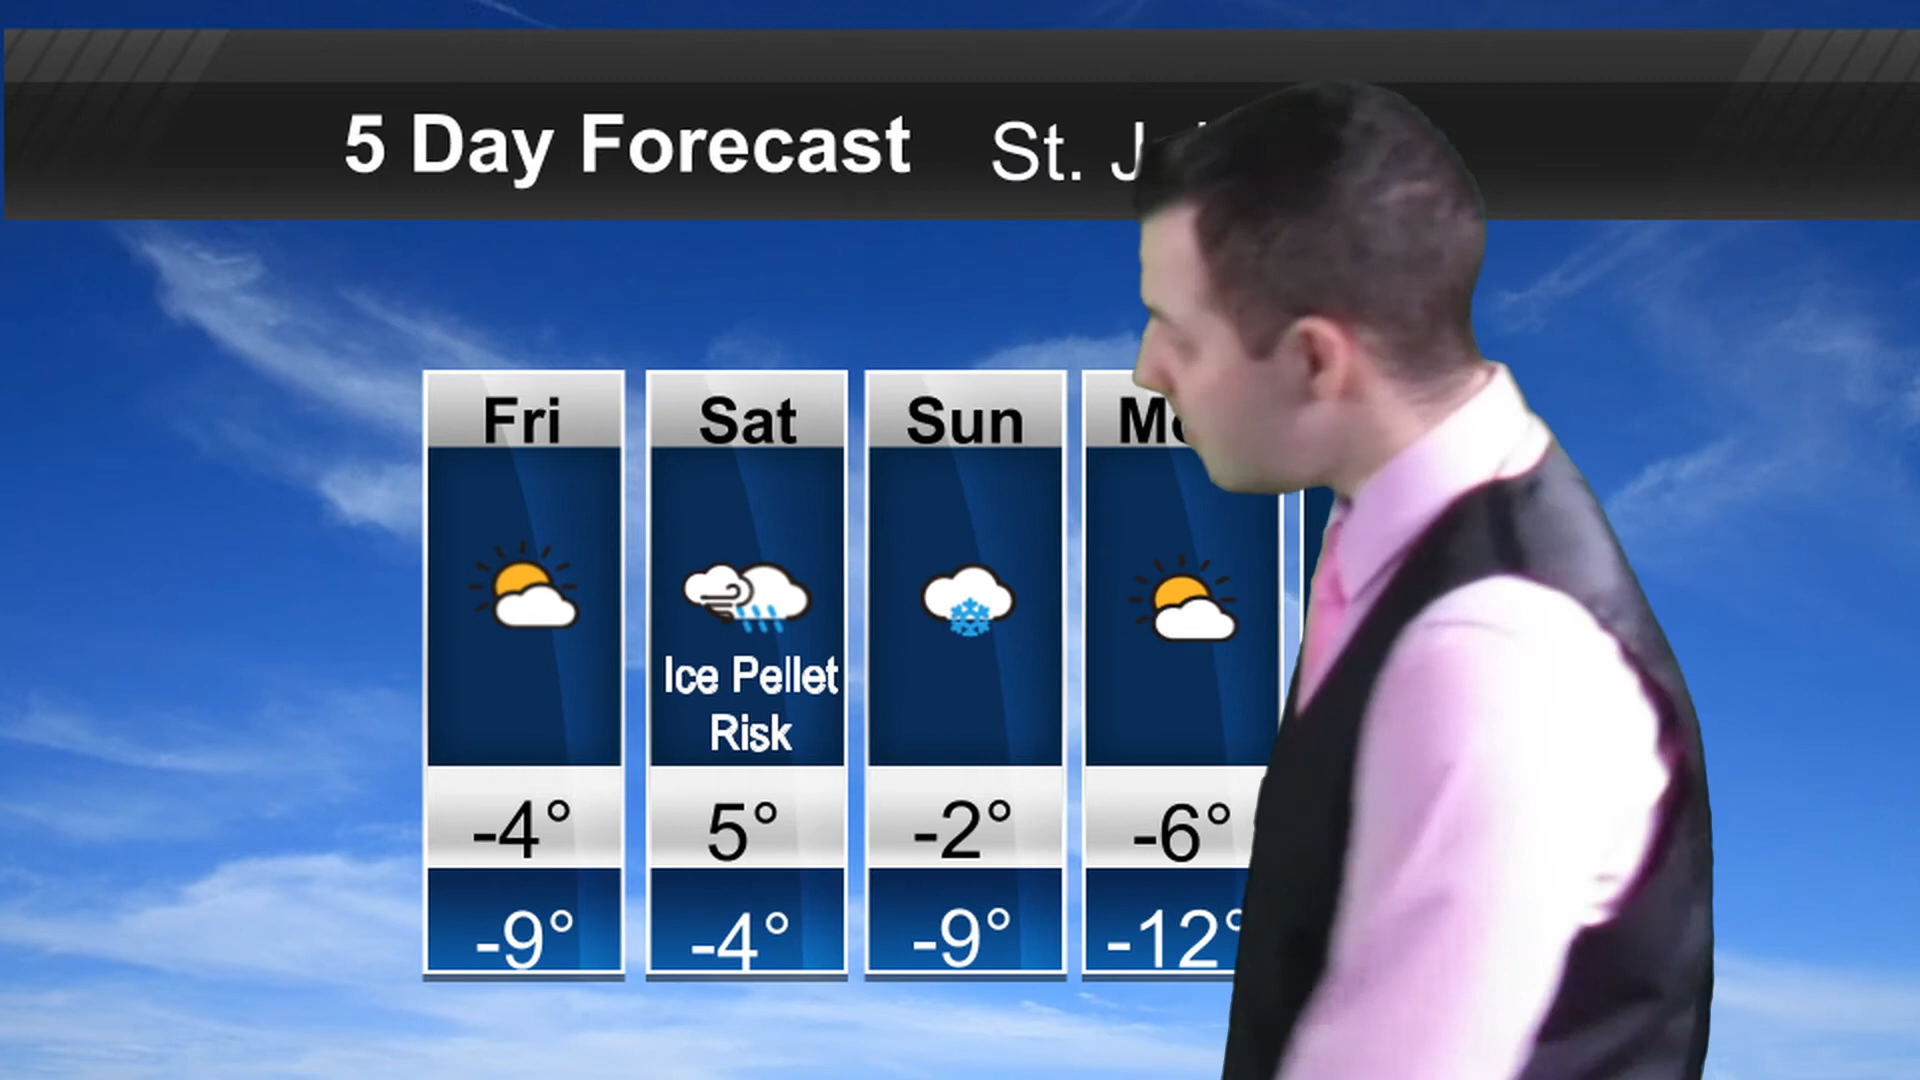 5 Day Forecast St.
Fri
Sat
Sun
Ice Pellet
Risk
-4°
5°
-2°
-6°
-9°
-4°
-9°
-12°